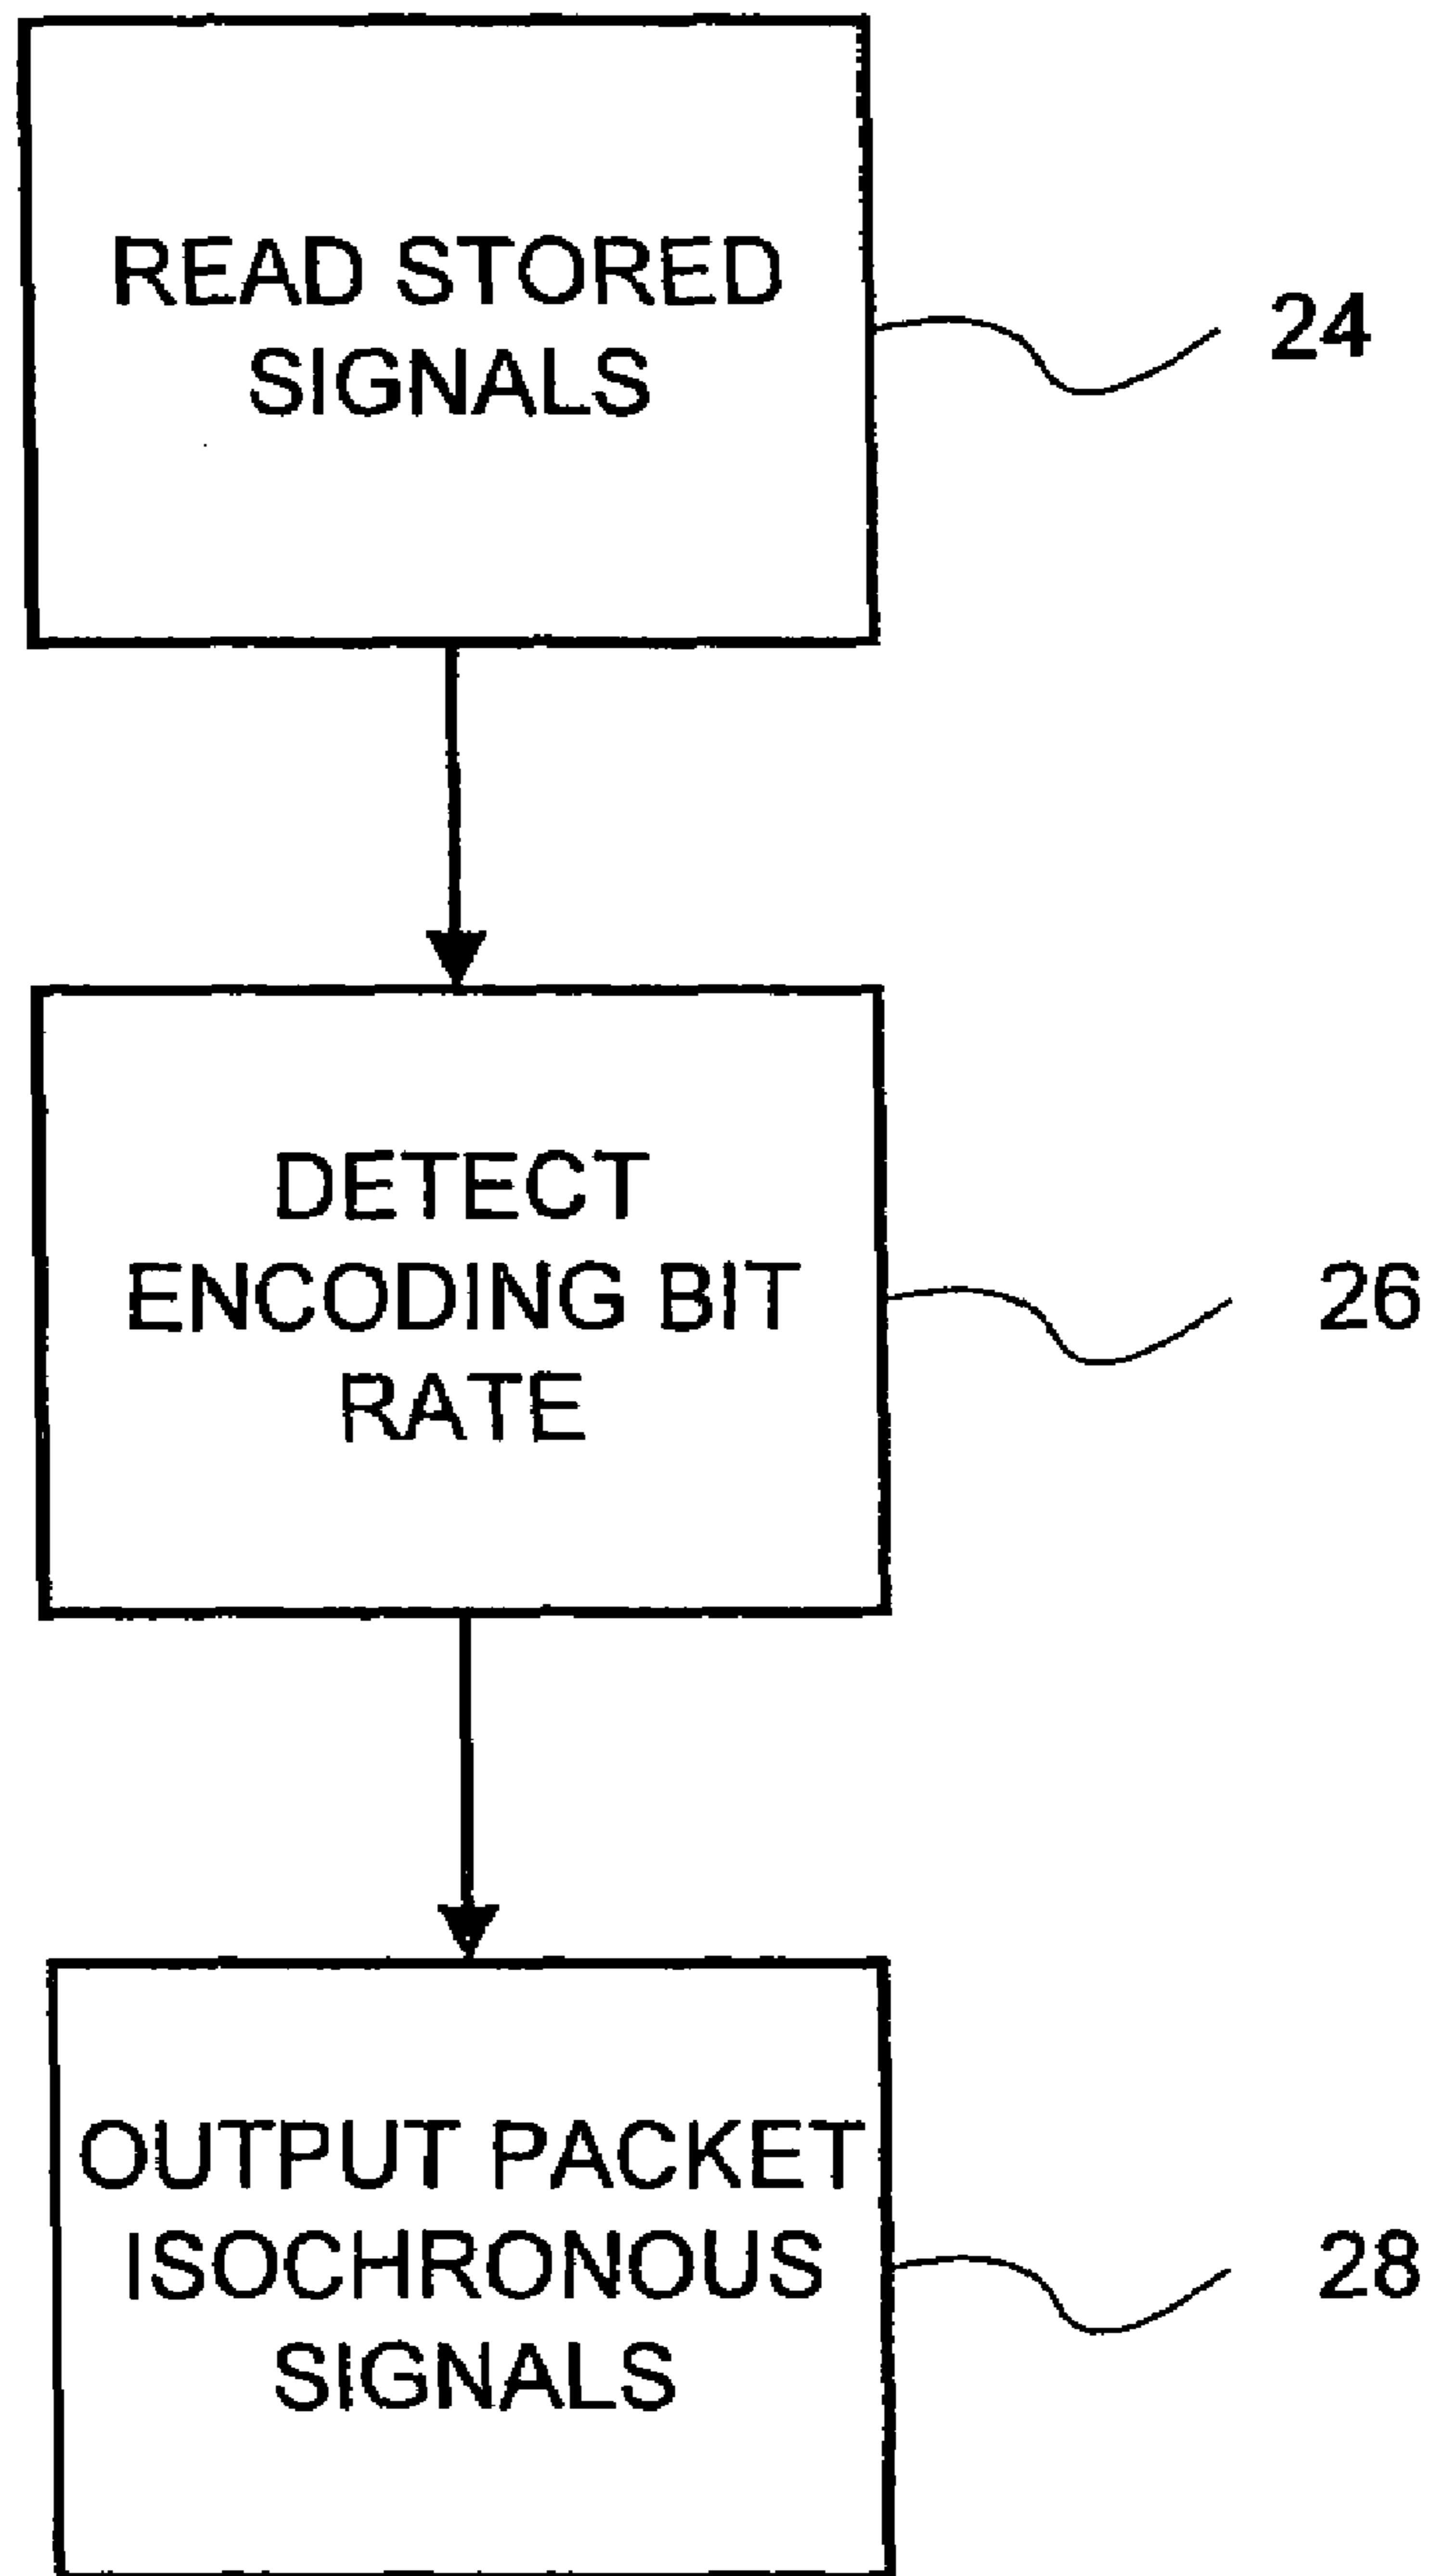 READ STORED
SIGNALS
24
DETECT
ENCODING BIT
RATE
26
OUTPUT PACKET
ISOCHRONOUS
SIGNALS
28